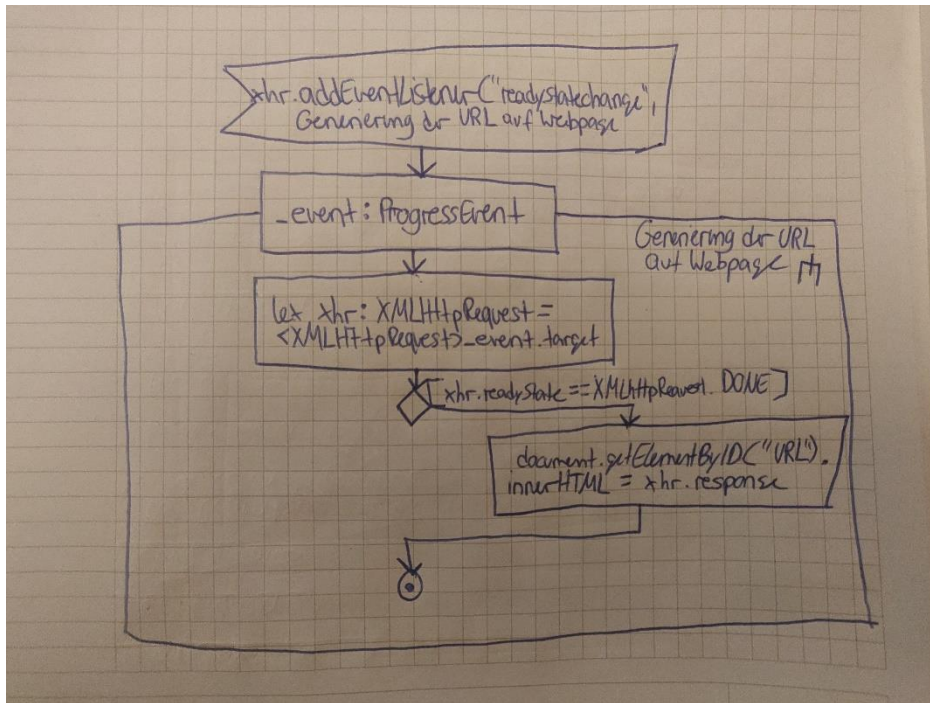 xhr.addEventListener("readystatechange",
Generierung der URL auf Webpage
_event: ProgressEvent
Generierung der URL
auf Webpage
let xhr: XMLHttpRequest =
<XMLHttpRequest>_event.target
[xhr.readyState == XMLhttpRequest. DONE]
document.getElementByID("URL").
innerHTML = xhr.response